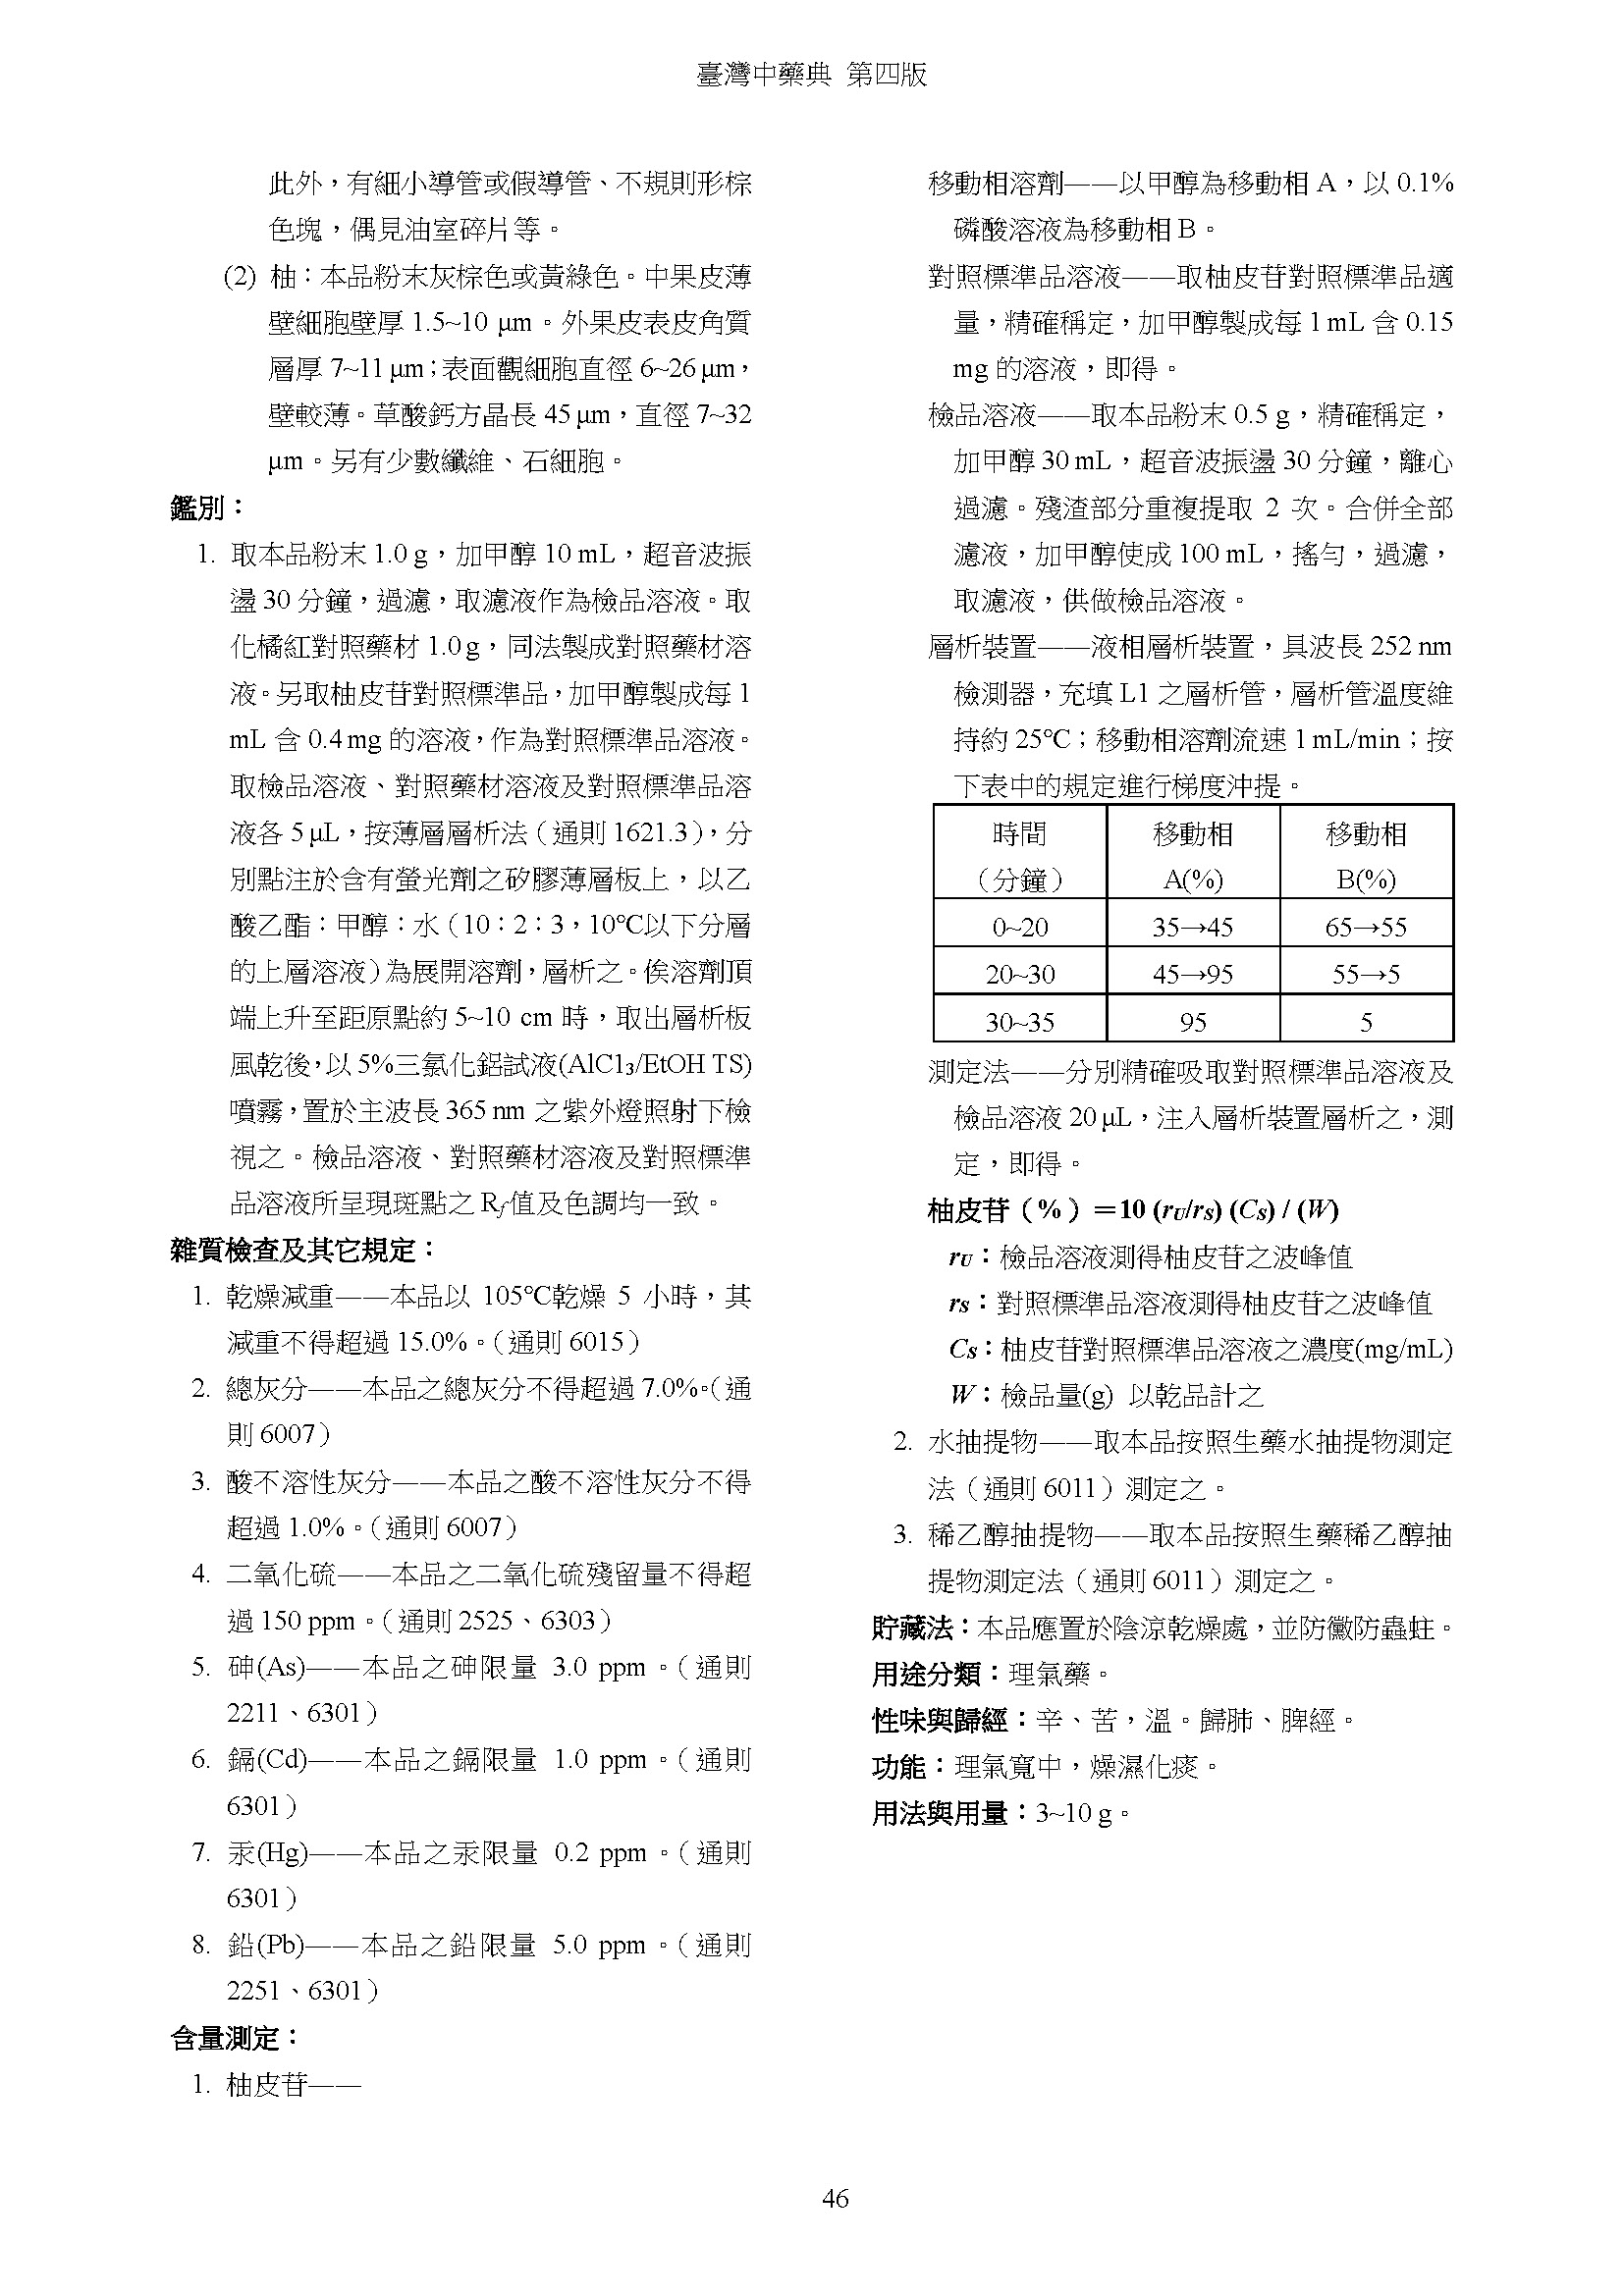 臺灣中藥典 第四版
此外，有細小導管或假導管、不規則形棕
色塊，偶見油室碎片等。
(2) 柚：本品粉末灰棕色或黃綠色。中果皮薄
壁細胞壁厚 1.5~10 μm。外果皮表皮角質
層厚 7~11 μm；表面觀細胞直徑 6~26 μm，
壁較薄。草酸鈣方晶長 45 μm，直徑 7~32
μm。另有少數纖維、石細胞。
鑑別：
1. 取本品粉末 1.0 g，加甲醇 10 mL，超音波振
盪 30 分鐘，過濾，取濾液作為檢品溶液。取
化橘紅對照藥材 1.0 g，同法製成對照藥材溶
液。另取柚皮苷對照標準品，加甲醇製成每 1
mL 含 0.4 mg 的溶液，作為對照標準品溶液。
取檢品溶液、對照藥材溶液及對照標準品溶
液各 5 μL，按薄層層析法（通則 1621.3），分
別點注於含有螢光劑之矽膠薄層板上，以乙
酸乙酯：甲醇：水（10：2：3，10℃以下分層
的上層溶液）為展開溶劑，層析之。俟溶劑頂
端上升至距原點約 5~10 cm 時，取出層析板
風乾後，以 5%三氯化鋁試液(AlCl₃/EtOH TS)
噴霧，置於主波長 365 nm 之紫外燈照射下檢
視之。檢品溶液、對照藥材溶液及對照標準
品溶液所呈現斑點之 Rf值及色調均一致。
雜質檢查及其它規定：
1. 乾燥減重——本品以 105℃乾燥 5 小時，其
減重不得超過 15.0%。（通則 6015）
2. 總灰分——本品之總灰分不得超過 7.0%。（通
則 6007）
3. 酸不溶性灰分——本品之酸不溶性灰分不得
超過 1.0%。（通則 6007）
4. 二氧化硫——本品之二氧化硫殘留量不得超
過 150 ppm。（通則 2525、6303）
5. 砷(As)——本品之砷限量 3.0 ppm。（通則
2211、6301）
6. 鎘(Cd)——本品之鎘限量 1.0 ppm。（通則
6301）
7. 汞(Hg)——本品之汞限量 0.2 ppm。（通則
6301）
8. 鉛(Pb)——本品之鉛限量 5.0 ppm。（通則
2251、6301）
含量測定：
1. 柚皮苷——
移動相溶劑——以甲醇為移動相 A，以 0.1%
磷酸溶液為移動相 B。
對照標準品溶液——取柚皮苷對照標準品適
量，精確稱定，加甲醇製成每 1 mL 含 0.15
mg 的溶液，即得。
檢品溶液——取本品粉末 0.5 g，精確稱定，
加甲醇 30 mL，超音波振盪 30 分鐘，離心
過濾。殘渣部分重複提取 2 次。合併全部
濾液，加甲醇使成 100 mL，搖勻，過濾，
取濾液，供做檢品溶液。
層析裝置——液相層析裝置，具波長 252 nm
檢測器，充填 L1 之層析管，層析管溫度維
持約 25℃；移動相溶劑流速 1 mL/min；按
下表中的規定進行梯度沖提。
時間 移動相 移動相
（分鐘） A(%) B(%)
0~20 35→45 65→55
20~30 45→95 55→5
30~35 95 5
測定法——分別精確吸取對照標準品溶液及
檢品溶液 20 μL，注入層析裝置層析之，測
定，即得。
柚皮苷（%）＝10 (rU/rS) (CS) / (W)
rU：檢品溶液測得柚皮苷之波峰值
rS：對照標準品溶液測得柚皮苷之波峰值
CS：柚皮苷對照標準品溶液之濃度(mg/mL)
W：檢品量(g) 以乾品計之
2. 水抽提物——取本品按照生藥水抽提物測定
法（通則 6011）測定之。
3. 稀乙醇抽提物——取本品按照生藥稀乙醇抽
提物測定法（通則 6011）測定之。
貯藏法：本品應置於陰涼乾燥處，並防黴防蟲蛀。
用途分類：理氣藥。
性味與歸經：辛、苦，溫。歸肺、脾經。
功能：理氣寬中，燥濕化痰。
用法與用量：3~10 g。
46